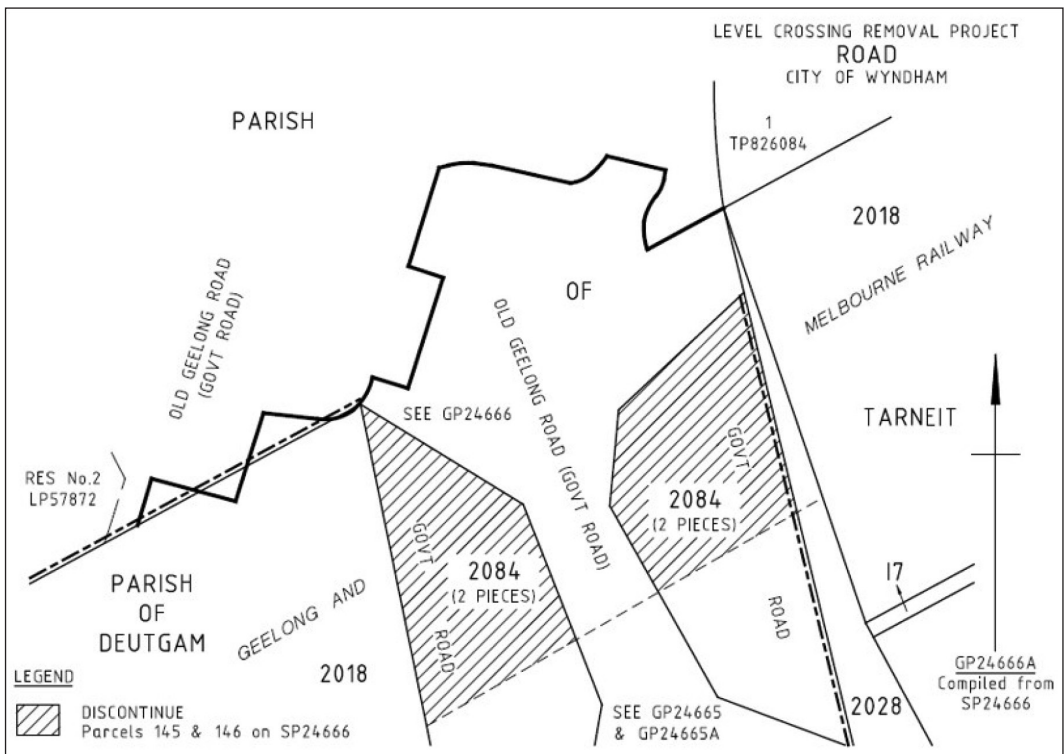 LEVEL CROSSING REMOVAL PROJECT
ROAD
CITY OF WYNDHAM
PARISH
1
TP826084
2018
MELBOURNE RAILWAY
OF
OLD GEELONG ROAD
(GOVT ROAD)
OLD GEELONG ROAD (GOVT ROAD)
SEE GP24666
TARNEIT
GOVT
RES No.2
LP57872
2084
(2 PIECES)
GOVT
2084
(2 PIECES)
17
PARISH
OF
DEUTGAM
GEELONG AND
ROAD
ROAD
2018
LEGEND
DISCONTINUE
Parcels 145 & 146 on SP24666
SEE GP24665
& GP24665A
2028
GP24666A
Compiled from
SP24666